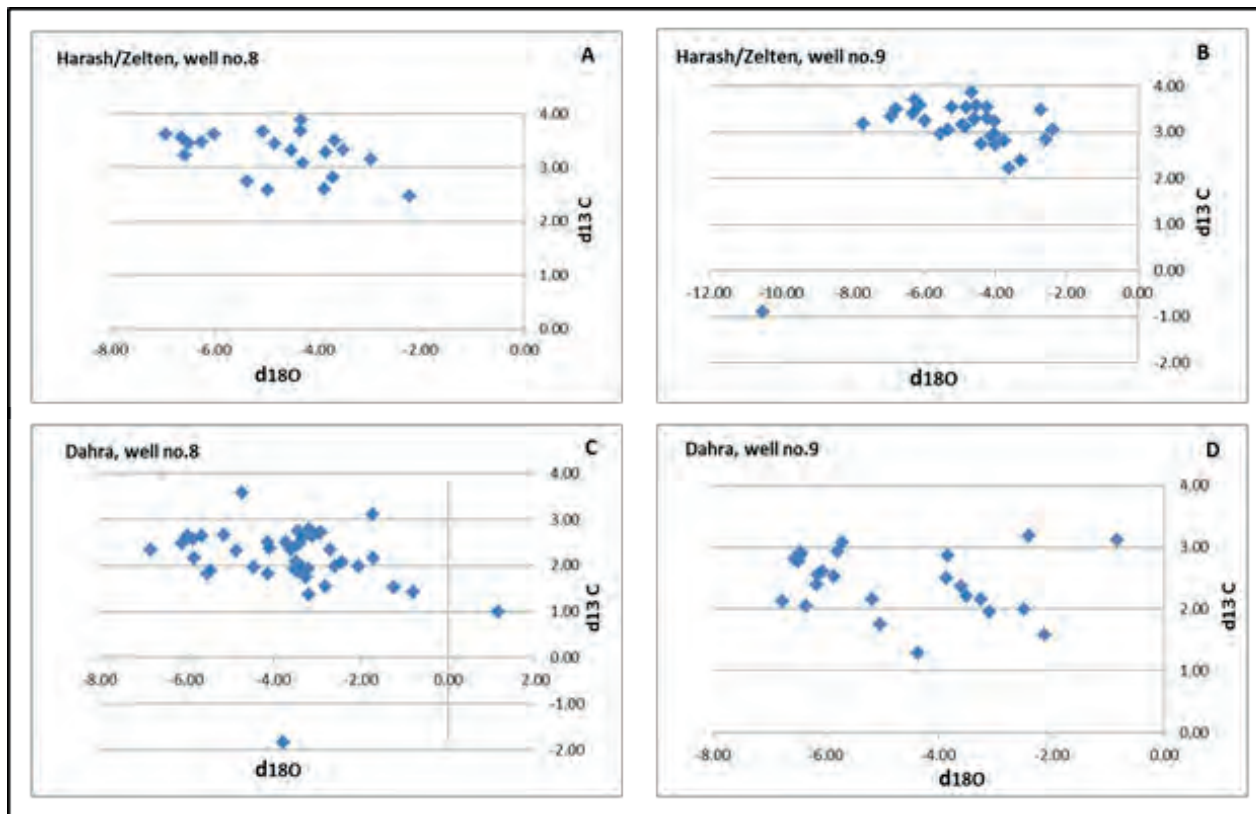 Harash/Zelten, well no.8
A
4.00
3.00
2.00
1.00
0.00
d13 C
-8.00 -6.00 -4.00 -2.00 0.00
d18O
Harash/Zelten, well no.9
B
4.00
3.00
2.00
1.00
0.00
-1.00
-2.00
d13 C
-12.00 -10.00 -8.00 -6.00 -4.00 -2.00 0.00
d18O
Dahra, well no.8
C
4.00
3.00
2.00
1.00
0.00
-1.00
-2.00
d13 C
-8.00 -6.00 -4.00 -2.00 0.00 2.00
d18O
Dahra, well no.9
D
4.00
3.00
2.00
1.00
0.00
d13 C
-8.00 -6.00 -4.00 -2.00 0.00
d18O